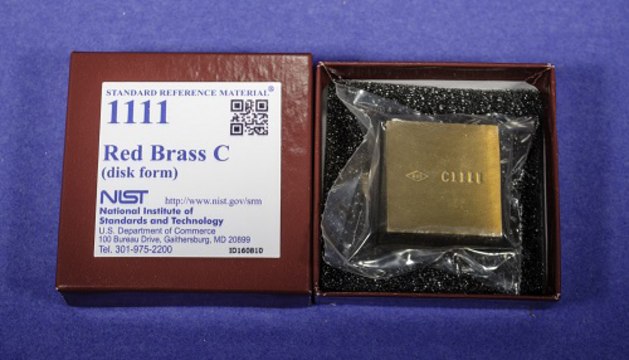 STANDARD REFERENCE MATERIAL®
1111
Red Brass C
(disk form)
NIST http://www.nist.gov/srm
National Institute of
Standards and Technology
U.S. Department of Commerce
100 Bureau Drive, Gaithersburg, MD 20899
Tel. 301-975-2200 ID160810
C1111